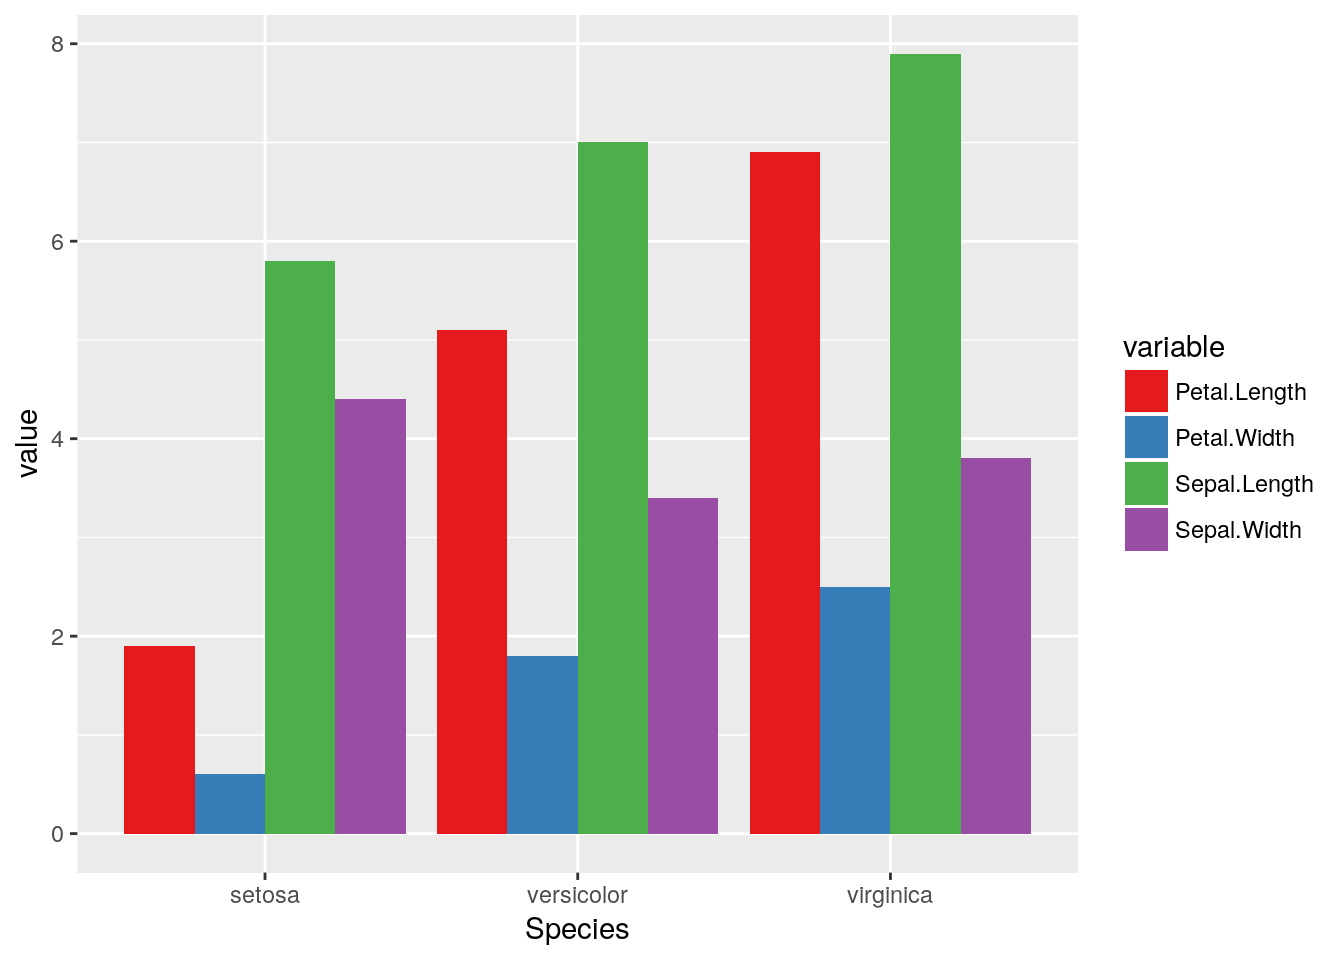 8
6
4
2
0
value
setosa
versicolor
virginica
Species
variable
Petal.Length
Petal.Width
Sepal.Length
Sepal.Width